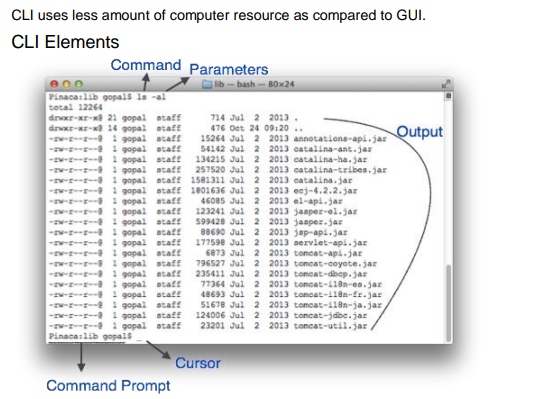 CLI uses less amount of computer resource as compared to GUI.
CLI Elements
Command Parameters
lib — bash — 80×24
Pinaca:lib gopal$ ls -al
total 12264
drwxr-xr-x@ 21 gopal staff 714 Jul 2 2013 .
drwxr-xr-x@ 14 gopal staff 476 Oct 24 09:20 ..
-rw-r--r--@ 1 gopal staff 15264 Jul 2 2013 annotations-api.jar
-rw-r--r--@ 1 gopal staff 54142 Jul 2 2013 catalina-ant.jar
-rw-r--r--@ 1 gopal staff 134215 Jul 2 2013 catalina-ha.jar
-rw-r--r--@ 1 gopal staff 257520 Jul 2 2013 catalina-tribes.jar
-rw-r--r--@ 1 gopal staff 1581311 Jul 2 2013 catalina.jar
-rw-r--r--@ 1 gopal staff 1801636 Jul 2 2013 ecj-4.2.2.jar
-rw-r--r--@ 1 gopal staff 46085 Jul 2 2013 el-api.jar
-rw-r--r--@ 1 gopal staff 123241 Jul 2 2013 jasper-el.jar
-rw-r--r--@ 1 gopal staff 599428 Jul 2 2013 jasper.jar
-rw-r--r--@ 1 gopal staff 88690 Jul 2 2013 jsp-api.jar
-rw-r--r--@ 1 gopal staff 177598 Jul 2 2013 servlet-api.jar
-rw-r--r--@ 1 gopal staff 6873 Jul 2 2013 tomcat-api.jar
-rw-r--r--@ 1 gopal staff 796527 Jul 2 2013 tomcat-coyote.jar
-rw-r--r--@ 1 gopal staff 235411 Jul 2 2013 tomcat-dbcp.jar
-rw-r--r--@ 1 gopal staff 77364 Jul 2 2013 tomcat-i18n-es.jar
-rw-r--r--@ 1 gopal staff 48693 Jul 2 2013 tomcat-i18n-fr.jar
-rw-r--r--@ 1 gopal staff 51678 Jul 2 2013 tomcat-i18n-ja.jar
-rw-r--r--@ 1 gopal staff 124006 Jul 2 2013 tomcat-jdbc.jar
-rw-r--r--@ 1 gopal staff 23201 Jul 2 2013 tomcat-util.jar
Pinaca:lib gopal$ _
Output
Cursor
Command Prompt